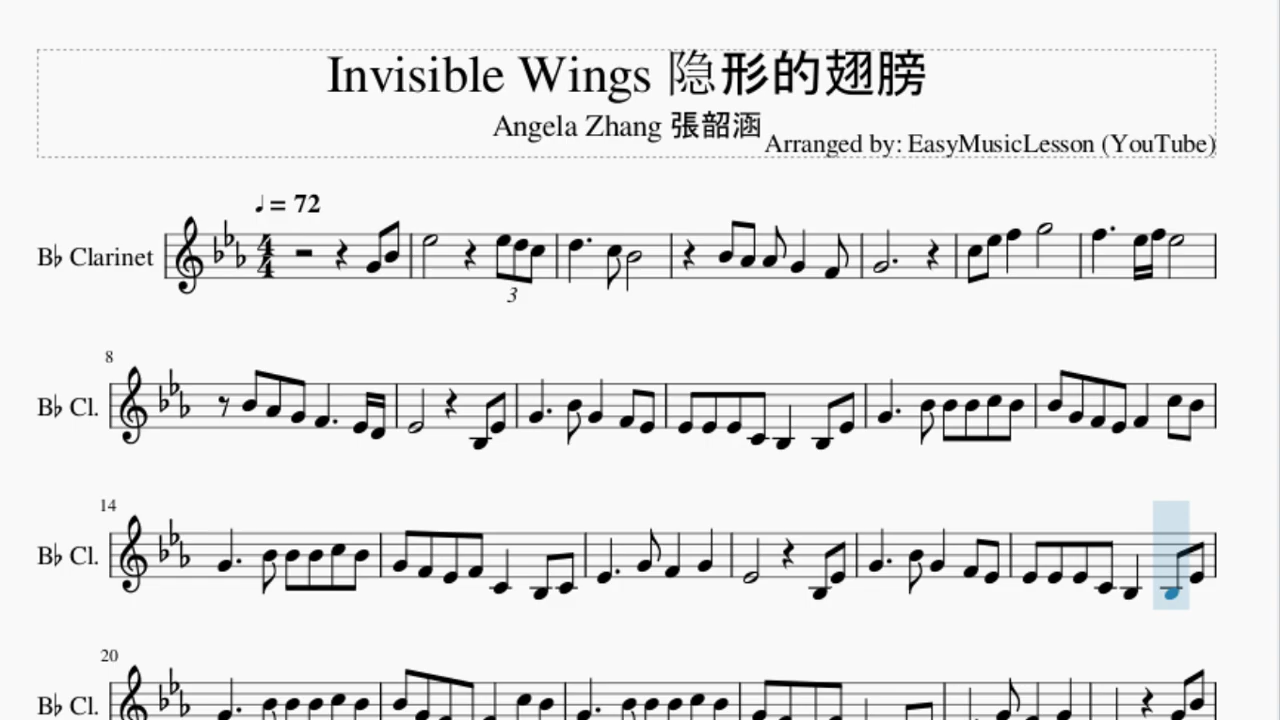 Invisible Wings 隐形的翅膀
Angela Zhang 張韶涵
Arranged by: EasyMusicLesson (YouTube)
♩ = 72
B♭ Clarinet
3
8
B♭ Cl.
14
B♭ Cl.
20
B♭ Cl.